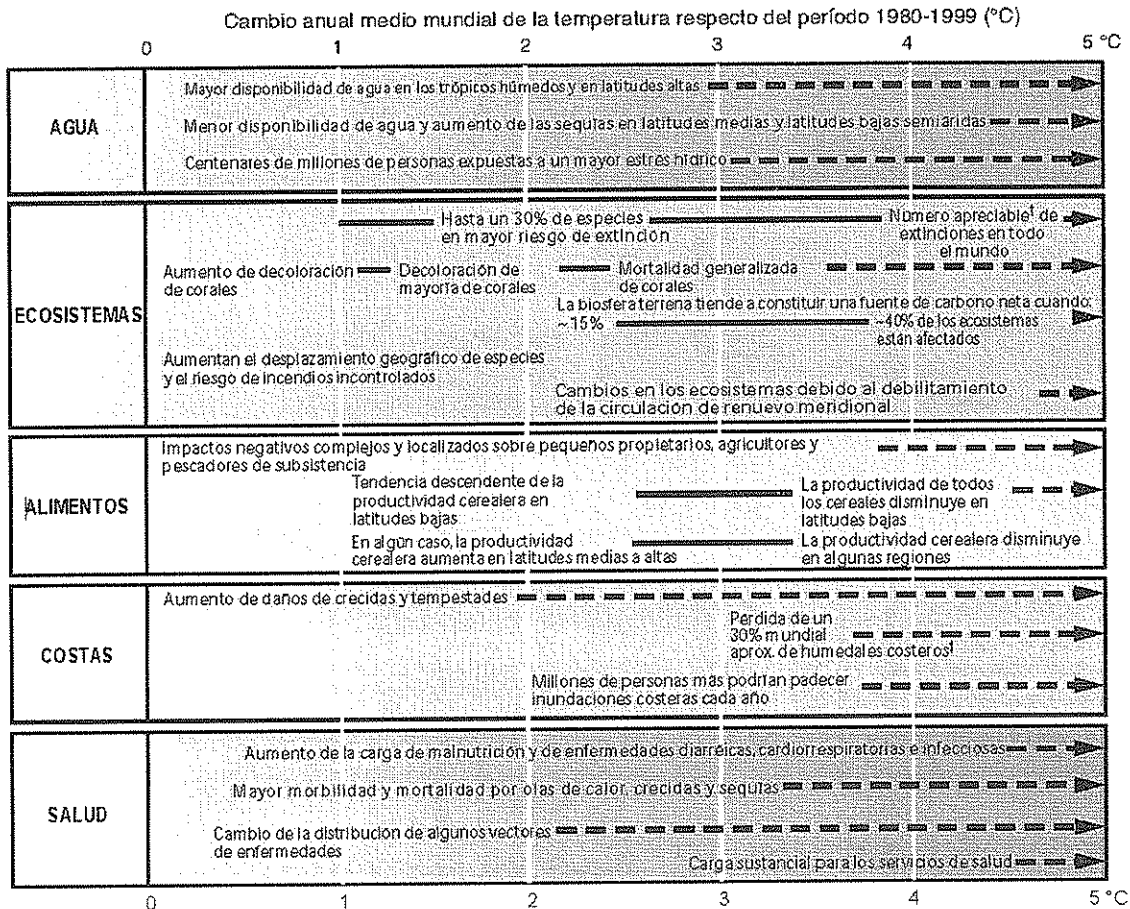 Cambio anual medio mundial de la temperatura respecto del período 1980-1999 (°C)
0 1 2 3 4 5 °C
AGUA
Mayor disponibilidad de agua en los trópicos húmedos y en latitudes altas
Menor disponibilidad de agua y aumento de las sequías en latitudes medias y latitudes bajas semiáridas
Centenares de millones de personas expuestas a un mayor estrés hídrico
ECOSISTEMAS
Hasta un 30% de especies
en mayor riesgo de extinción
Número apreciable† de
extinciones en todo
el mundo
Aumento de decoloración
de corales
Decoloración de
mayoría de corales
Mortalidad generalizada
de corales
La biosfera terrena tiende a constituir una fuente de carbono neta cuando:
~15%
~40% de los ecosistemas
están afectados
Aumentan el desplazamiento geográfico de especies
y el riesgo de incendios incontrolados
Cambios en los ecosistemas debido al debilitamiento
de la circulación de renuevo meridional
ALIMENTOS
Impactos negativos complejos y localizados sobre pequeños propietarios, agricultores y
pescadores de subsistencia
Tendencia descendente de la
productividad cerealera en
latitudes bajas
La productividad de todos
los cereales disminuye en
latitudes bajas
En algún caso, la productividad
cerealera aumenta en latitudes medias a altas
La productividad cerealera disminuye
en algunas regiones
COSTAS
Aumento de daños de crecidas y tempestades
Perdida de un
30% mundial
aprox. de humedales costeros‡
Millones de personas más podrían padecer
inundaciones costeras cada año
SALUD
Aumento de la carga de malnutrición y de enfermedades diarréicas, cardiorrespiratorias e infecciosas
Mayor morbilidad y mortalidad por olas de calor, crecidas y sequías
Cambio de la distribución de algunos vectores
de enfermedades
Carga sustancial para los servicios de salud
0 1 2 3 4 5 °C